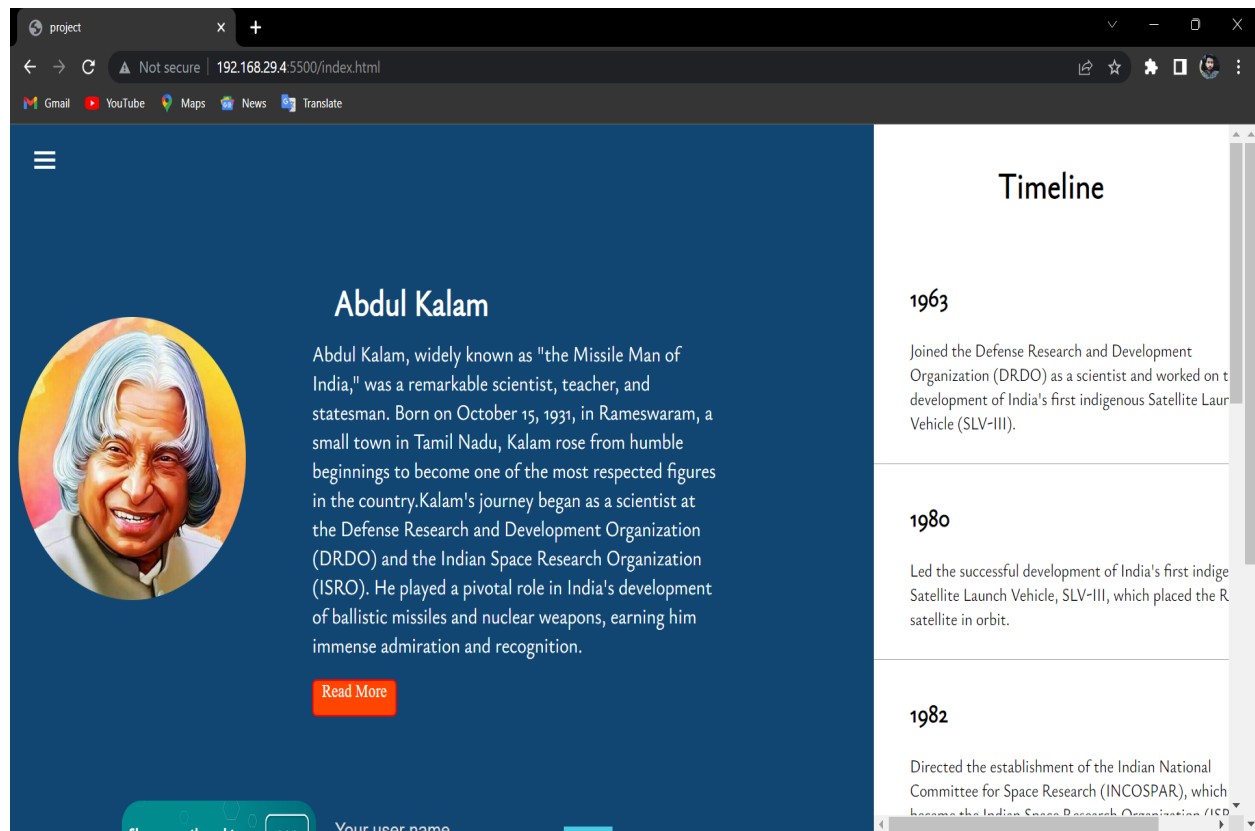 project
Not secure
192.168.29.4:5500/index.html
Gmail
YouTube
Maps
News
Translate
Abdul Kalam
Abdul Kalam, widely known as "the Missile Man of
India," was a remarkable scientist, teacher, and
statesman. Born on October 15, 1931, in Rameswaram, a
small town in Tamil Nadu, Kalam rose from humble
beginnings to become one of the most respected figures
in the country.Kalam's journey began as a scientist at
the Defense Research and Development Organization
(DRDO) and the Indian Space Research Organization
(ISRO). He played a pivotal role in India's development
of ballistic missiles and nuclear weapons, earning him
immense admiration and recognition.
Read More
Your user name
Timeline
1963
Joined the Defense Research and Development
Organization (DRDO) as a scientist and worked on t
development of India's first indigenous Satellite Laun
Vehicle (SLV-III).
1980
Led the successful development of India's first indige
Satellite Launch Vehicle, SLV-III, which placed the R
satellite in orbit.
1982
Directed the establishment of the Indian National
Committee for Space Research (INCOSPAR), which
became the Indian Space Research Organization (ISR